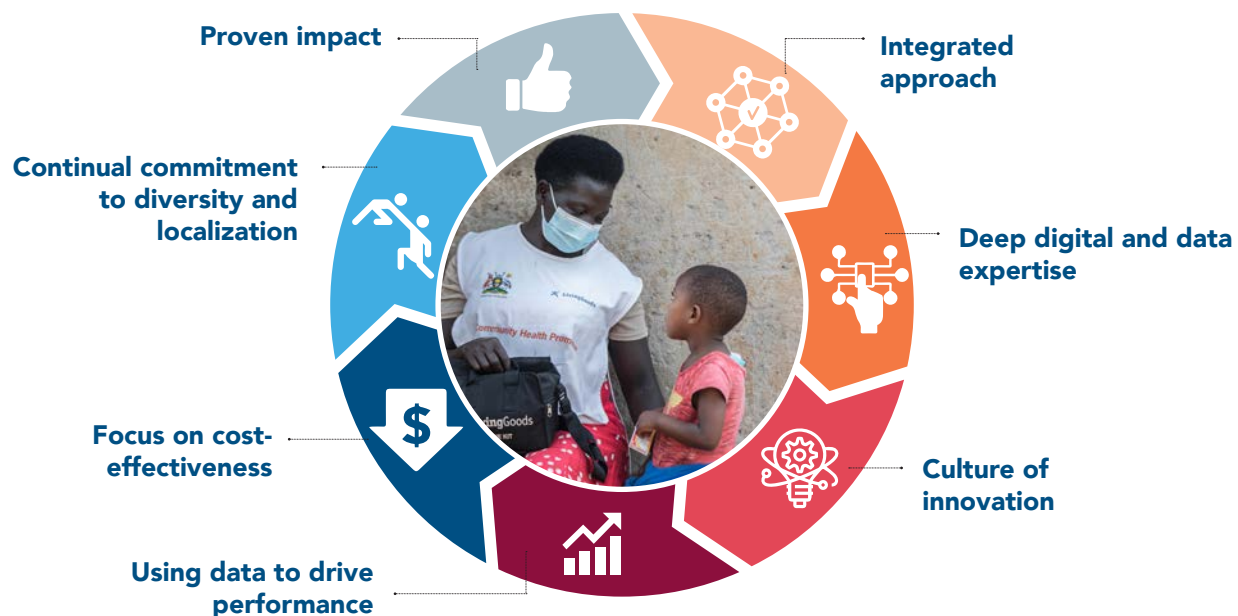 Proven impact
Integrated
approach
Continual commitment
to diversity and
localization
Deep digital and data
expertise
Focus on cost-
effectiveness
Culture of
innovation
Using data to drive
performance
LivingGoods
Community Health
ingGoods
$